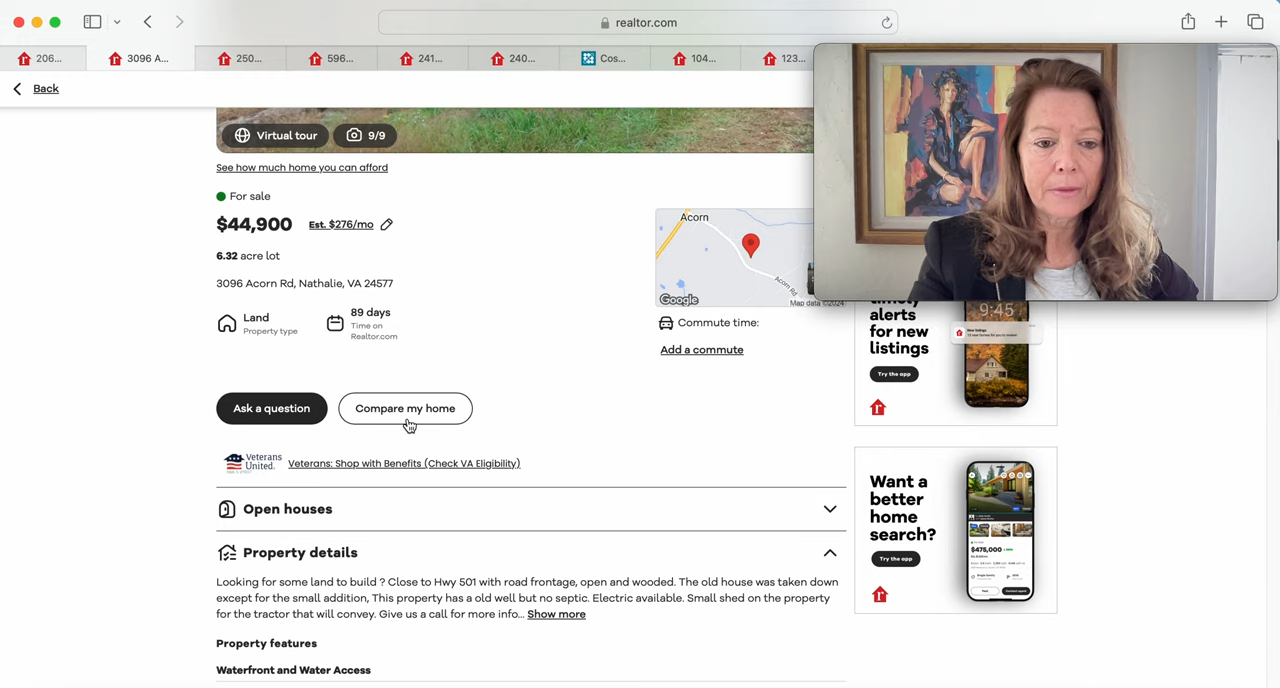 realtor.com
206...
3096 A...
250...
596...
241...
240...
Cos...
104...
123...
Back
Virtual tour
9/9
See how much home you can afford
For sale
$44,900
Est. $276/mo
6.32 acre lot
3096 Acorn Rd, Nathalie, VA 24577
Land
Property type
89 days
Time on
Realtor.com
Acorn
Acorn Rd
Google
Map data ©2024
Commute time:
Add a commute
Ask a question
Compare my home
Veterans
United.
Veterans: Shop with Benefits (Check VA Eligibility)
Open houses
Property details
Looking for some land to build ? Close to Hwy 501 with road frontage, open and wooded. The old house was taken down
except for the small addition, This property has a old well but no septic. Electric available. Small shed on the property
for the tractor that will convey. Give us a call for more info... Show more
Property features
Waterfront and Water Access
alerts
for new
listings
Try the app
9:45
Want a
better
home
search?
Try the app
$475,000